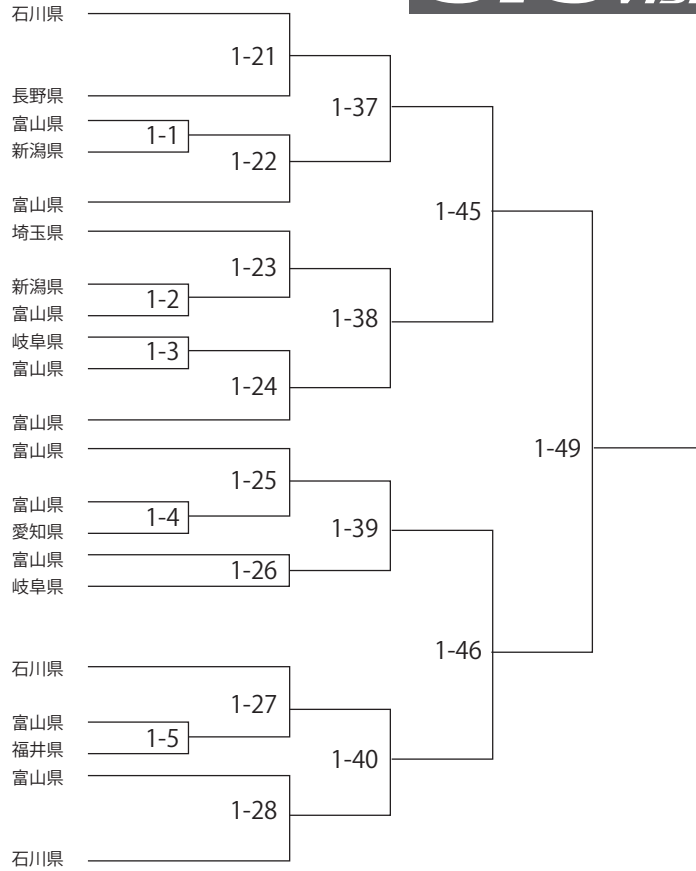 石川県
1-21
長野県
1-37
富山県
1-1
新潟県
1-22
富山県
1-45
埼玉県
1-23
新潟県
1-2
富山県
1-38
岐阜県
1-3
富山県
1-24
富山県
富山県
1-49
1-25
富山県
1-4
愛知県
1-39
富山県
1-26
岐阜県
1-46
石川県
1-27
富山県
1-5
福井県
1-40
富山県
1-28
石川県